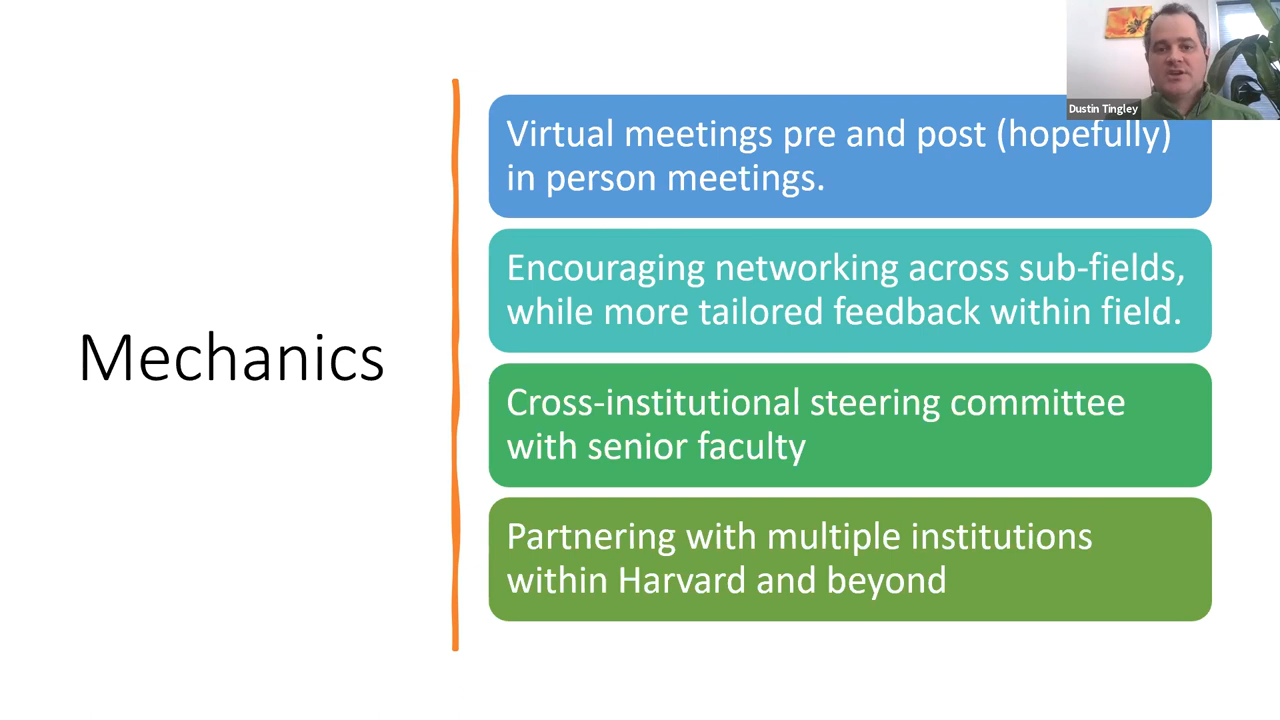 Dustin Tingley
Mechanics
Virtual meetings pre and post (hopefully)
in person meetings.
Encouraging networking across sub-fields,
while more tailored feedback within field.
Cross-institutional steering committee
with senior faculty
Partnering with multiple institutions
within Harvard and beyond